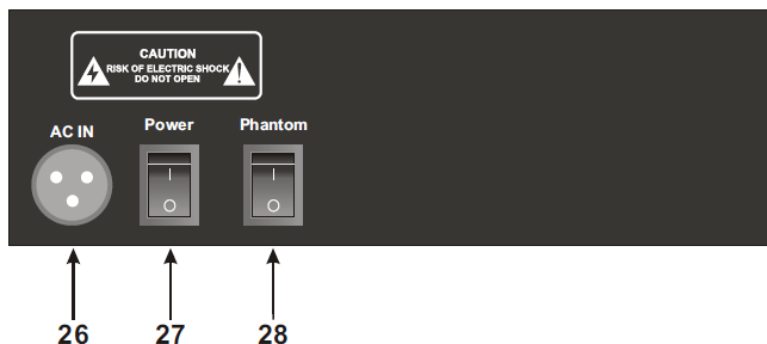 CAUTION
RISK OF ELECTRIC SHOCK
DO NOT OPEN
AC IN Power Phantom
I I
O O
26 27 28